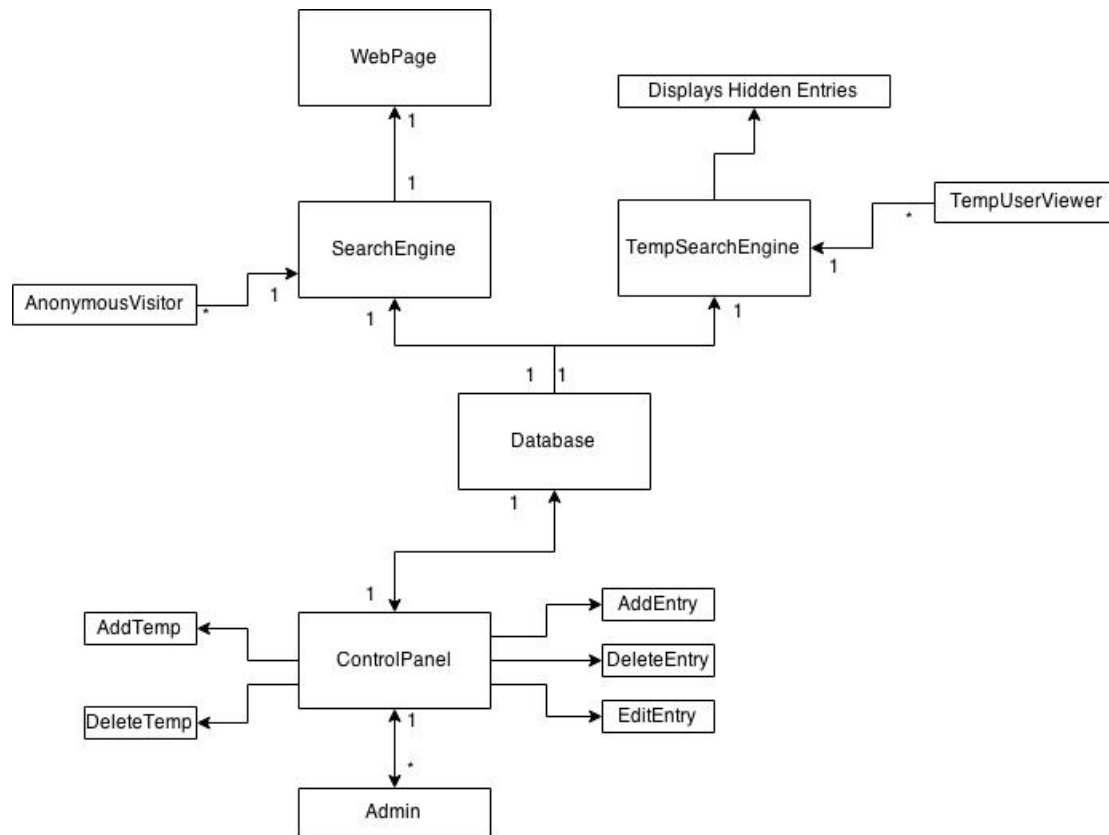 WebPage
1
Displays Hidden Entries
1
TempUserViewer
*
SearchEngine
TempSearchEngine
1
AnonymousVisitor
1
*
1
1
1
1
Database
1
1
AddEntry
AddTemp
ControlPanel
DeleteEntry
DeleteTemp
EditEntry
1
*
Admin